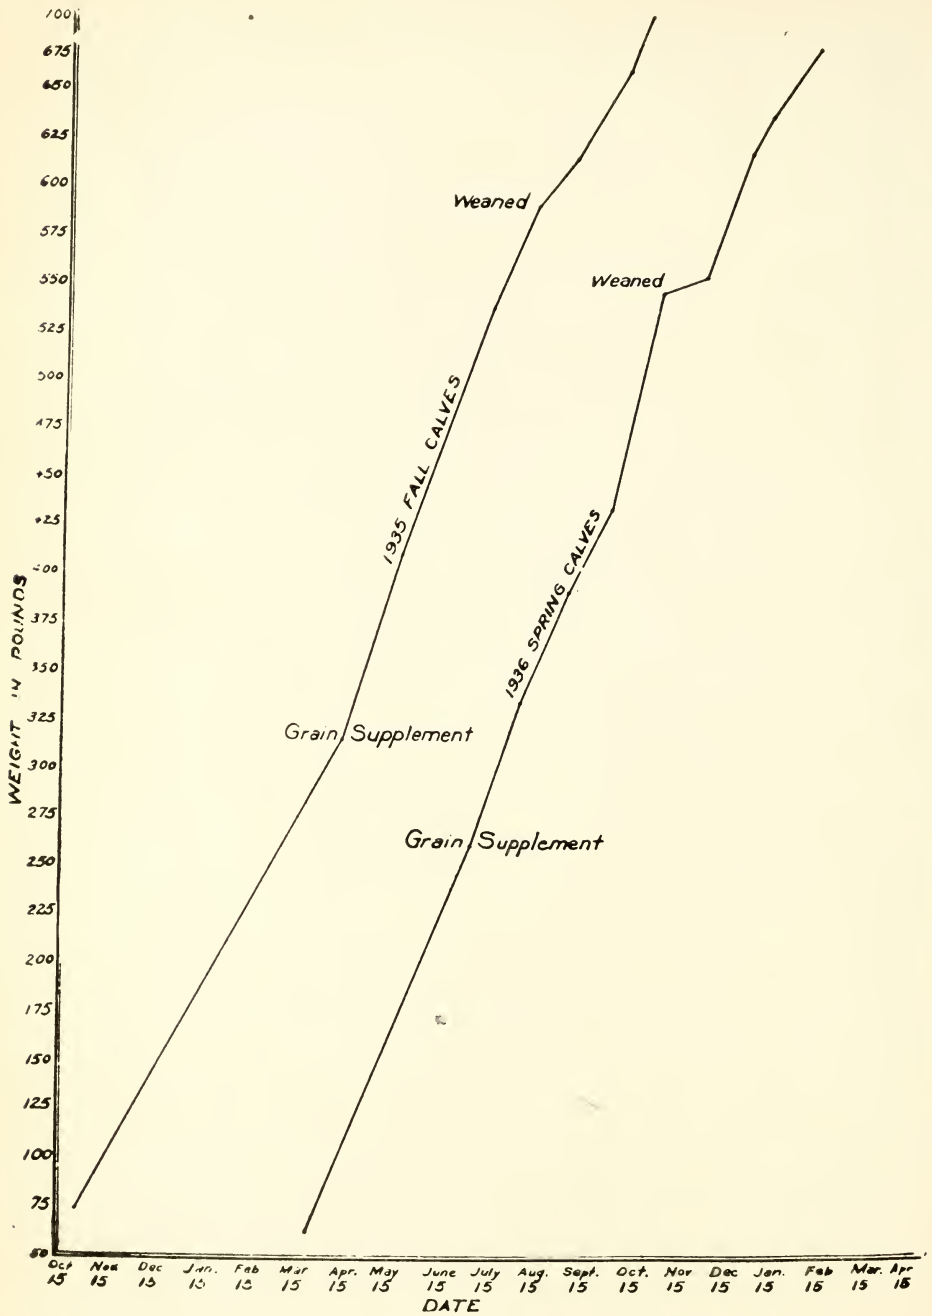 700
675
650
625
600
575
550
525
500
475
450
425
400
375
350
325
300
275
250
225
200
175
150
125
100
75
50
WEIGHT IN POUNDS
Weaned
Weaned
1935 FALL CALVES
1936 SPRING CALVES
Grain Supplement
Grain Supplement
Oct Nov Dec Jan. Feb Mar Apr. May June July Aug. Sept. Oct. Nov Dec Jan. Feb Mar. Apr
15 15 15 15 15 15 15 15 15 15 15 15 15 15 15 15 15 15 15
DATE